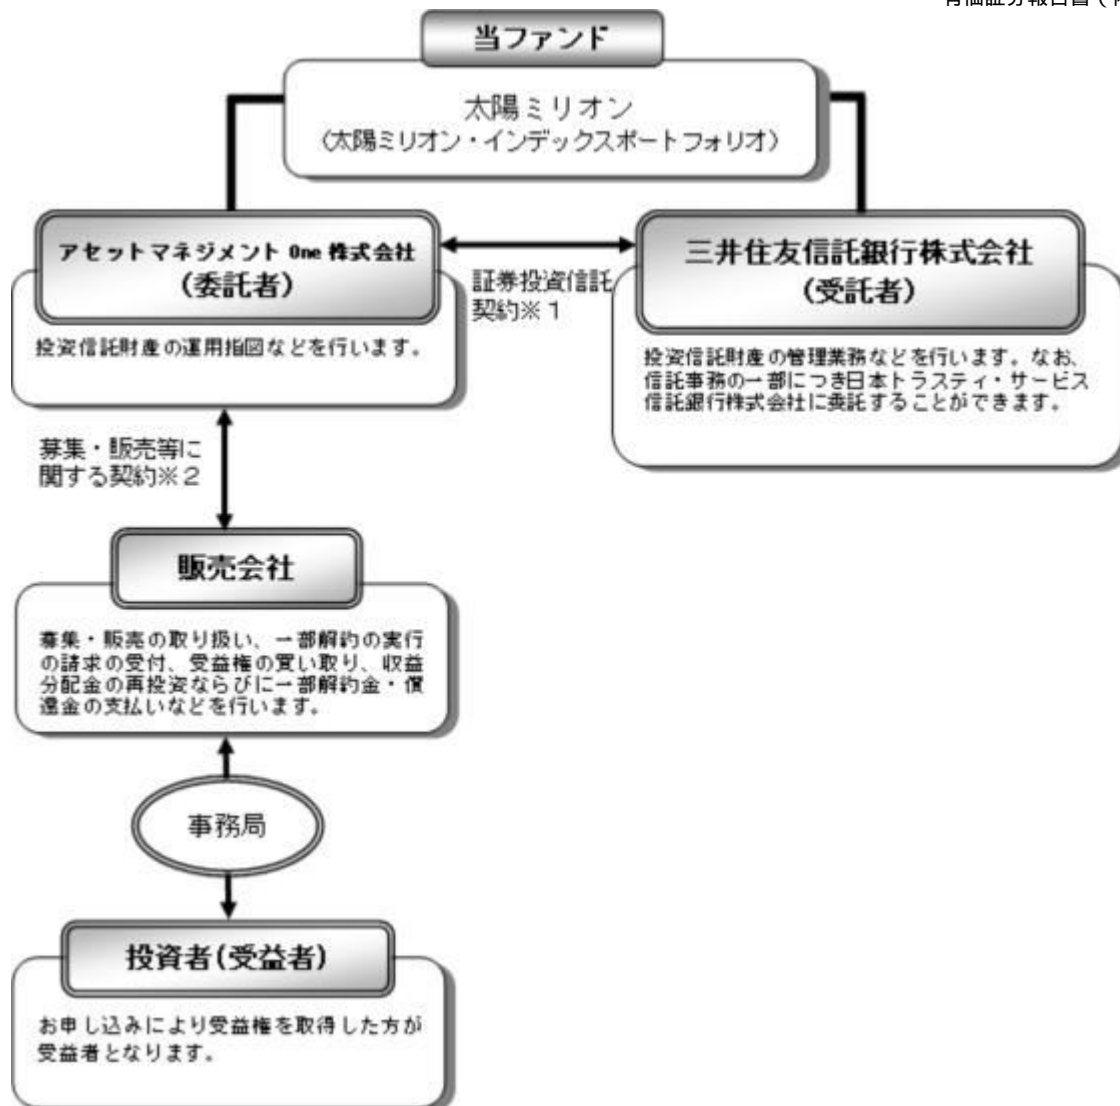 当ファンド
太陽ミリオン
(太陽ミリオン・インデックスポートフォリオ)
アセットマネジメント One 株式会社
(委託者)
投資信託財産の運用指図などを行います。
証券投資信託
契約※1
三井住友信託銀行株式会社
(受託者)
投資信託財産の管理業務などを行います。なお、
信託事務の一部につき日本トラスティ・サービス
信託銀行株式会社に委託することができます。
募集・販売等に
関する契約※2
販売会社
募集・販売の取り扱い、一部解約の実行
の請求の受付、受益権の買い取り、収益
分配金の再投資ならびに一部解約金・償
還金の支払いなどを行います。
事務局
投資者(受益者)
お申し込みにより受益権を取得した方が
受益者となります。